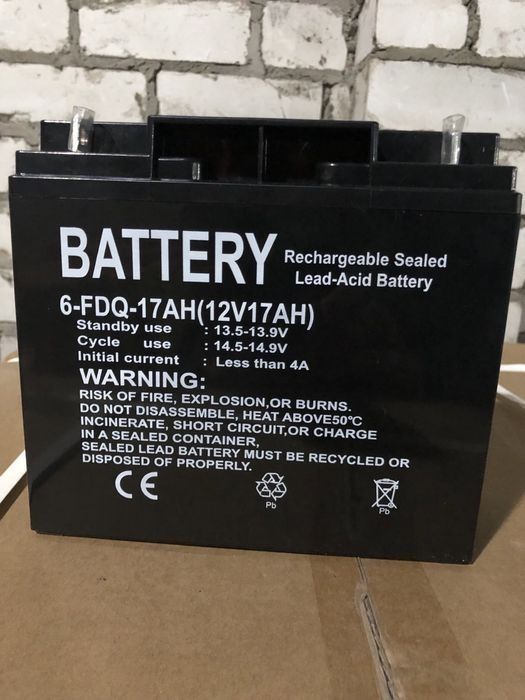 BATTERY Rechargeable Sealed
Lead-Acid Battery
6-FDQ-17AH(12V17AH)
Standby use : 13.5-13.9V
Cycle use : 14.5-14.9V
Initial current : Less than 4A
WARNING:
RISK OF FIRE, EXPLOSION,OR BURNS.
DO NOT DISASSEMBLE, HEAT ABOVE50℃
INCINERATE, SHORT CIRCUIT,OR CHARGE
IN A SEALED CONTAINER,
SEALED LEAD BATTERY MUST BE RECYCLED OR
DISPOSED OF PROPERLY.
CE
Pb
Pb